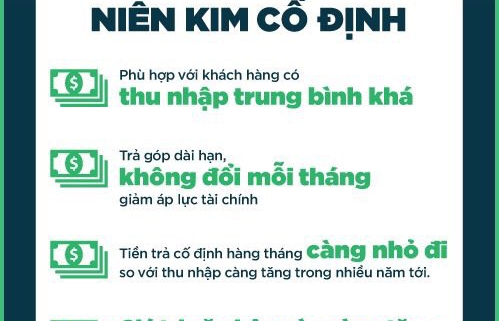 NIÊN KIM CỐ ĐỊNH
Phù hợp với khách hàng có
thu nhập trung bình khá
Trả góp dài hạn,
không đổi mỗi tháng
giảm áp lực tài chính
Tiền trả cố định hàng tháng càng nhỏ đi
so với thu nhập càng tăng trong nhiều năm tới.